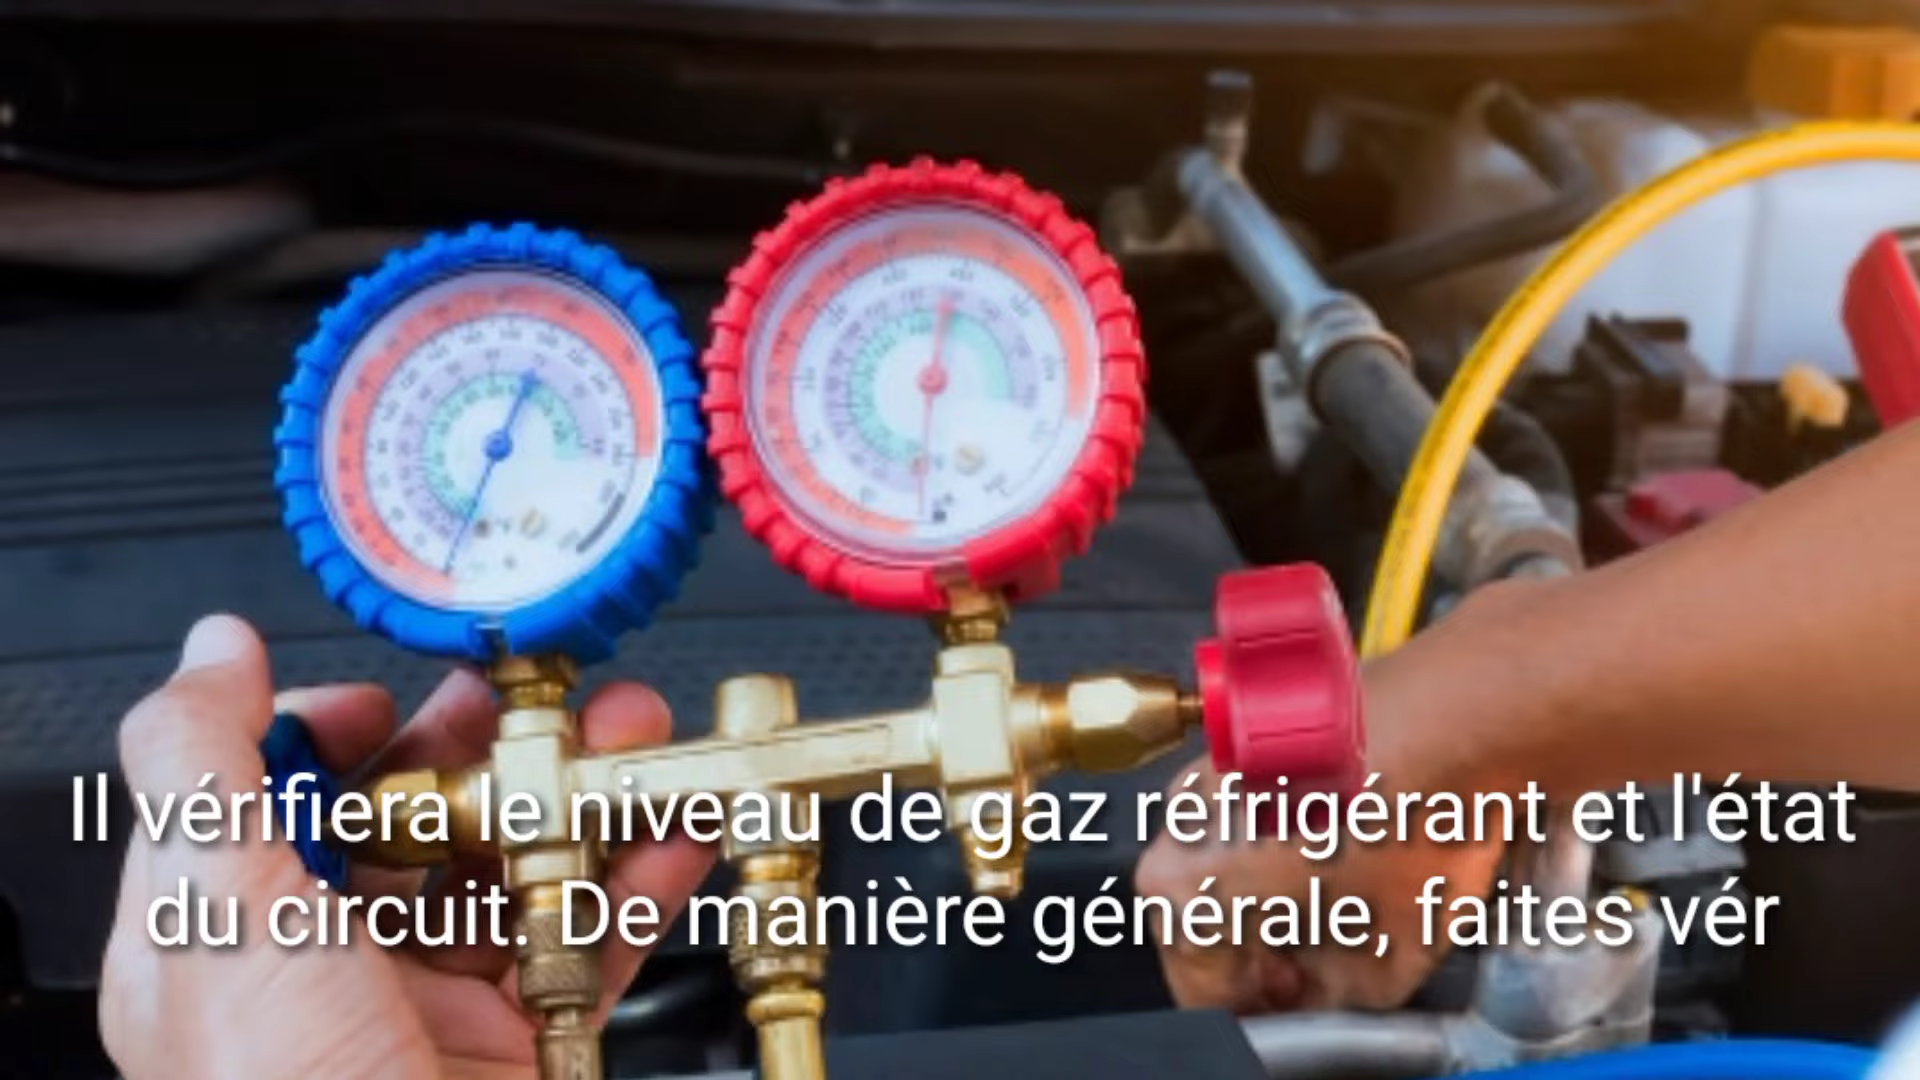 Il vérifiera le niveau de gaz réfrigérant et l'état
du circuit. De manière générale, faites vér